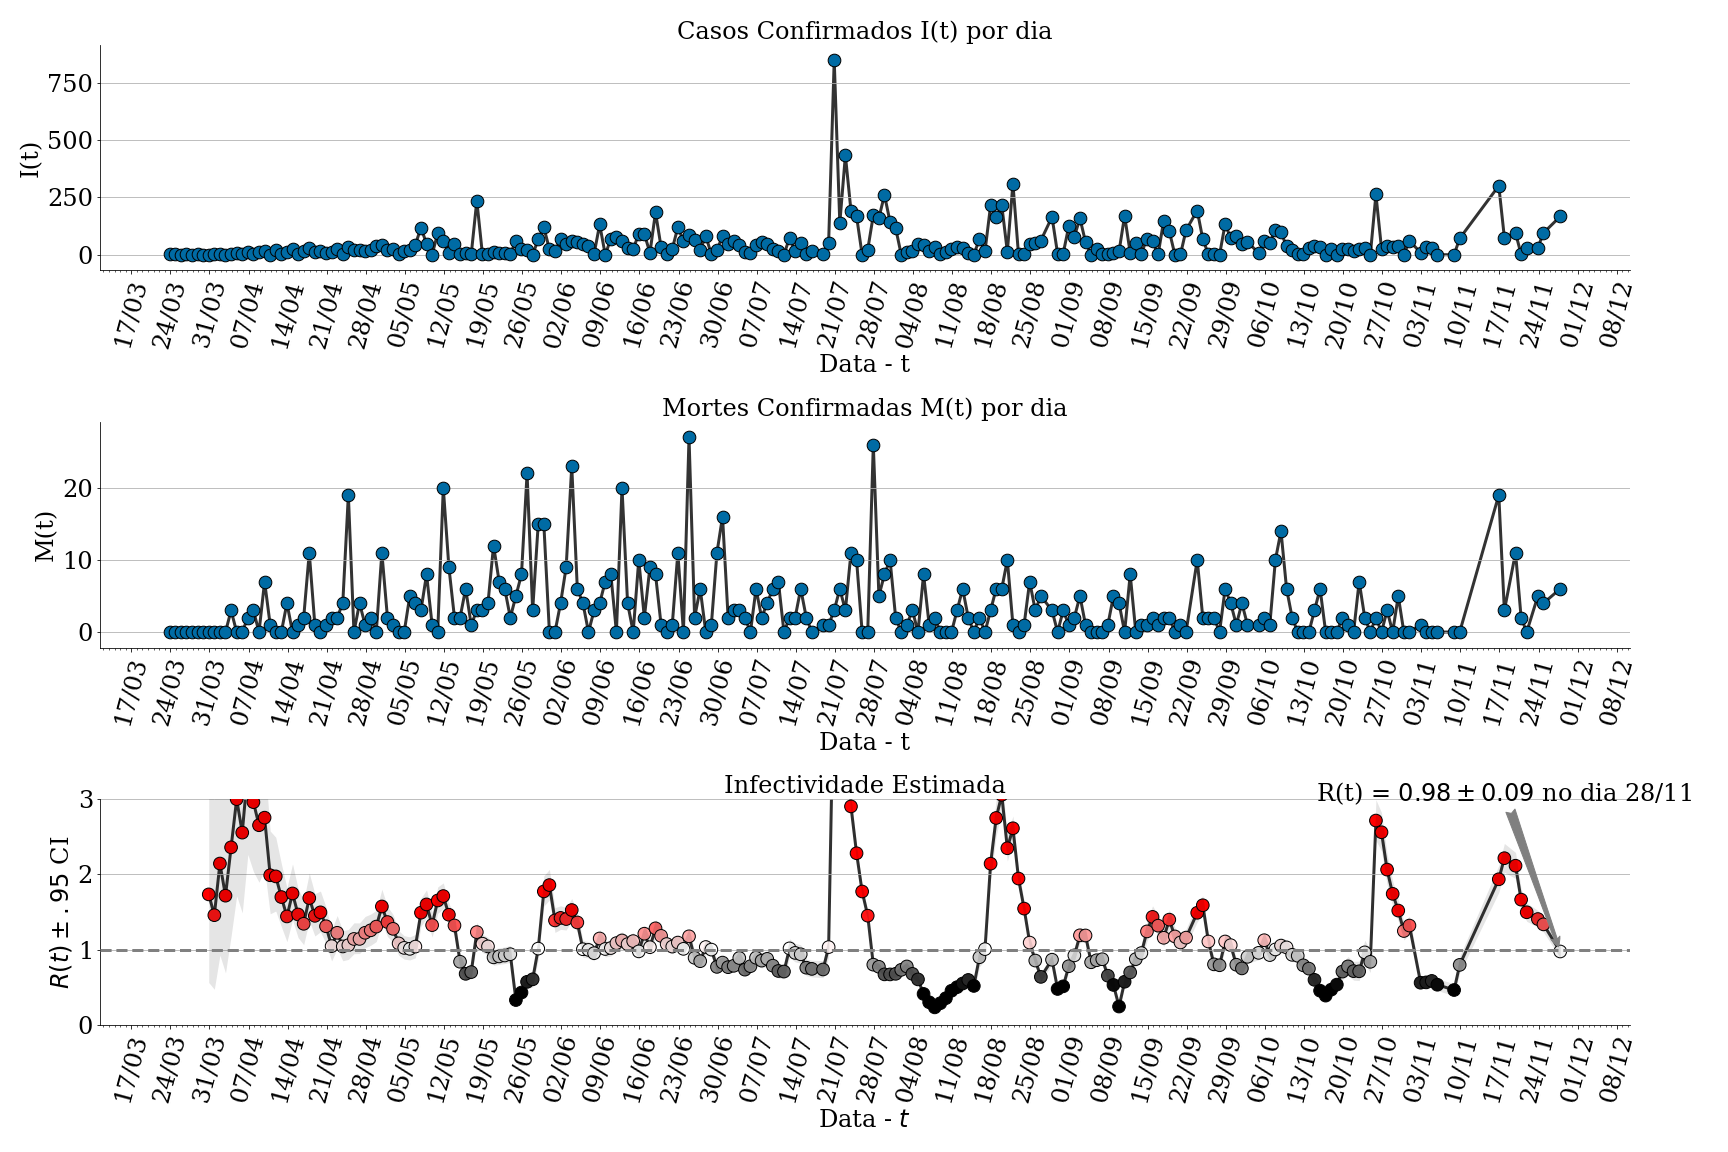 Casos Confirmados I(t) por dia
I(t)
750
500
250
0
17/03 24/03 31/03 07/04 14/04 21/04 28/04 05/05 12/05 19/05 26/05 02/06 09/06 16/06 23/06 30/06 07/07 14/07 21/07 28/07 04/08 11/08 18/08 25/08 01/09 08/09 15/09 22/09 29/09 06/10 13/10 20/10 27/10 03/11 10/11 17/11 24/11 01/12 08/12
Data - t
Mortes Confirmadas M(t) por dia
M(t)
20
10
0
17/03 24/03 31/03 07/04 14/04 21/04 28/04 05/05 12/05 19/05 26/05 02/06 09/06 16/06 23/06 30/06 07/07 14/07 21/07 28/07 04/08 11/08 18/08 25/08 01/09 08/09 15/09 22/09 29/09 06/10 13/10 20/10 27/10 03/11 10/11 17/11 24/11 01/12 08/12
Data - t
Infectividade Estimada
R(t) = 0.98 ± 0.09 no dia 28/11
R(t) ± .95 CI
3
2
1
0
17/03 24/03 31/03 07/04 14/04 21/04 28/04 05/05 12/05 19/05 26/05 02/06 09/06 16/06 23/06 30/06 07/07 14/07 21/07 28/07 04/08 11/08 18/08 25/08 01/09 08/09 15/09 22/09 29/09 06/10 13/10 20/10 27/10 03/11 10/11 17/11 24/11 01/12 08/12
Data - t